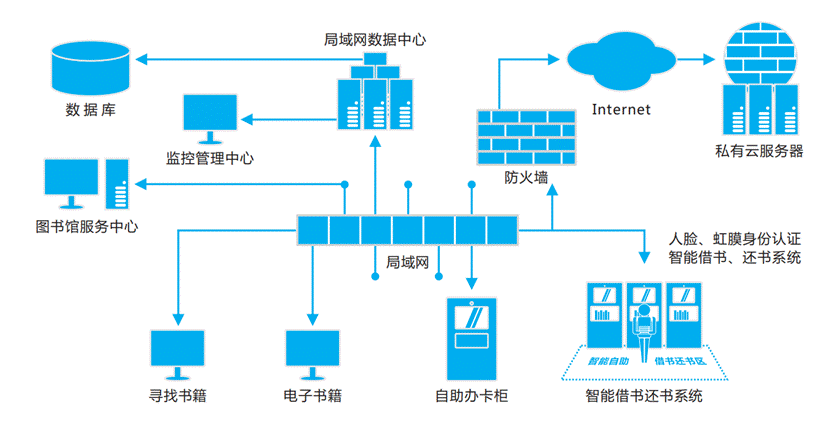 局域网数据中心
数据库
Internet
监控管理中心
私有云服务器
防火墙
图书馆服务中心
人脸、虹膜身份认证
智能借书、还书系统
局域网
智能自助
借书还书区
寻找书籍
电子书籍
自助办卡柜
智能借书还书系统